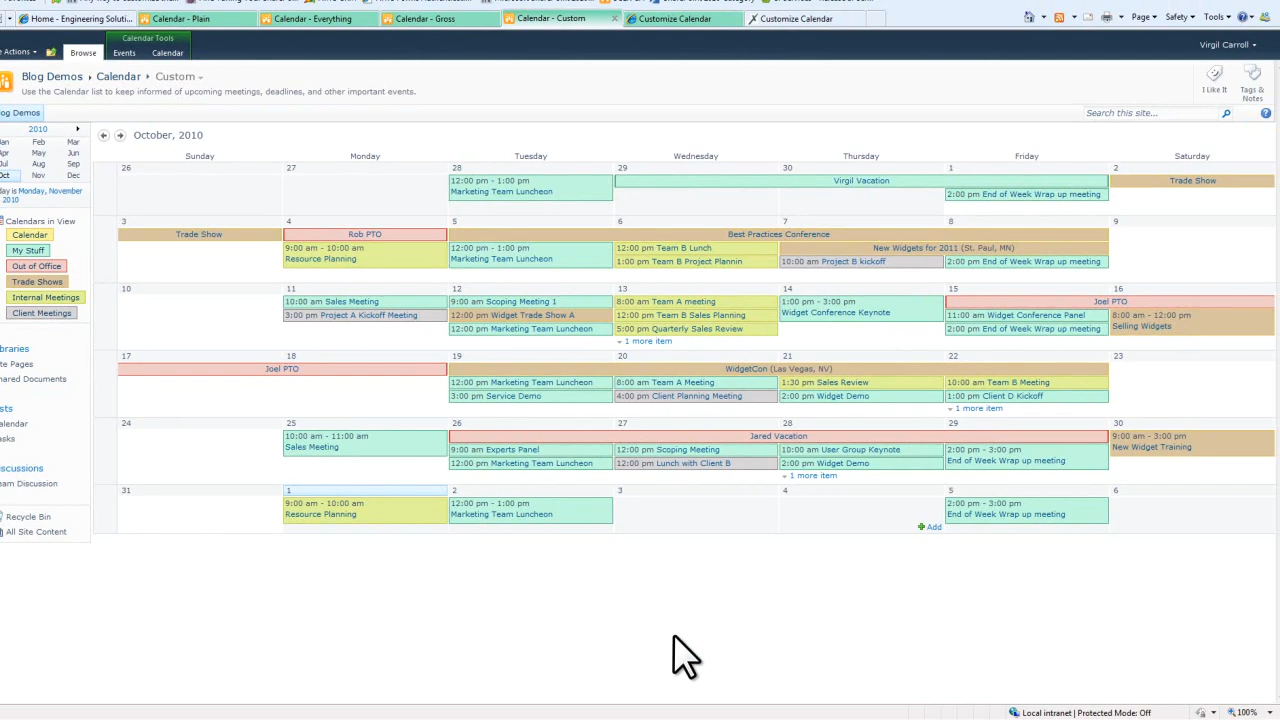 Home - Engineering Soluti...
Calendar - Plain
Calendar - Everything
Calendar - Gross
Calendar - Custom
Customize Calendar
Customize Calendar
Page
Safety
Tools
Calendar Tools
Actions
Browse
Events
Calendar
Virgil Carroll
Blog Demos
Calendar
Custom
Use the Calendar list to keep informed of upcoming meetings, deadlines, and other important events.
I Like It
Tags & Notes
log Demos
Search this site...
2010
an Feb Mar
Apr May Jun
Jul Aug Sep
Oct Nov Dec
day is Monday, November
2010
Calendars in View
Calendar
My Stuff
Out of Office
Trade Shows
Internal Meetings
Client Meetings
braries
te Pages
hared Documents
sts
alendar
asks
scussions
eam Discussion
Recycle Bin
All Site Content
October, 2010
Sunday Monday Tuesday Wednesday Thursday Friday Saturday
26 27 28 29 30 1 2
12:00 pm - 1:00 pm
Marketing Team Luncheon
Virgil Vacation
2:00 pm End of Week Wrap up meeting
Trade Show
3 4 5 6 7 8 9
Trade Show
Rob PTO
Best Practices Conference
9:00 am - 10:00 am
Resource Planning
12:00 pm - 1:00 pm
Marketing Team Luncheon
12:00 pm Team B Lunch
1:00 pm Team B Project Plannin
New Widgets for 2011 (St. Paul, MN)
10:00 am Project B kickoff
2:00 pm End of Week Wrap up meeting
10 11 12 13 14 15 16
10:00 am Sales Meeting
3:00 pm Project A Kickoff Meeting
9:00 am Scoping Meeting 1
12:00 pm Widget Trade Show A
12:00 pm Marketing Team Luncheon
8:00 am Team A meeting
12:00 pm Team B Sales Planning
5:00 pm Quarterly Sales Review
1 more item
1:00 pm - 3:00 pm
Widget Conference Keynote
Joel PTO
11:00 am Widget Conference Panel
2:00 pm End of Week Wrap up meeting
8:00 am - 12:00 pm
Selling Widgets
17 18 19 20 21 22 23
Joel PTO
WidgetCon (Las Vegas, NV)
12:00 pm Marketing Team Luncheon
3:00 pm Service Demo
8:00 am Team A Meeting
4:00 pm Client Planning Meeting
1:30 pm Sales Review
2:00 pm Widget Demo
10:00 am Team B Meeting
1:00 pm Client D Kickoff
1 more item
24 25 26 27 28 29 30
10:00 am - 11:00 am
Sales Meeting
Jared Vacation
9:00 am Experts Panel
12:00 pm Marketing Team Luncheon
12:00 pm Scoping Meeting
12:00 pm Lunch with Client B
10:00 am User Group Keynote
2:00 pm Widget Demo
1 more item
2:00 pm - 3:00 pm
End of Week Wrap up meeting
9:00 am - 3:00 pm
New Widget Training
31 1 2 3 4 5 6
9:00 am - 10:00 am
Resource Planning
12:00 pm - 1:00 pm
Marketing Team Luncheon
Add
2:00 pm - 3:00 pm
End of Week Wrap up meeting
Local intranet | Protected Mode: Off
100%